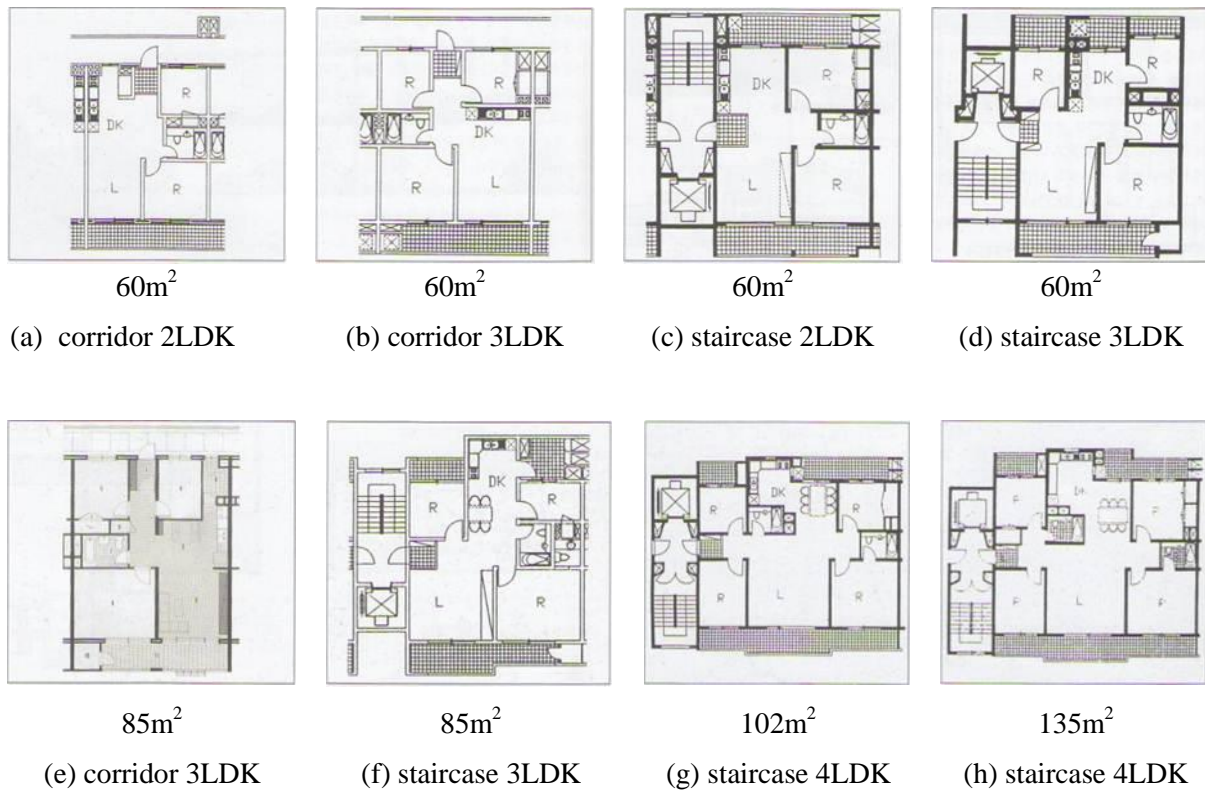 R
DK
L
R
R
R
DK
R
L
DK
R
L
R
R
DK
R
L
R
60m²
60m²
60m²
60m²
(a) corridor 2LDK
(b) corridor 3LDK
(c) staircase 2LDK
(d) staircase 3LDK
DK
R
R
L
R
DK
R
R
R
L
R
DK
L
85m²
85m²
102m²
135m²
(e) corridor 3LDK
(f) staircase 3LDK
(g) staircase 4LDK
(h) staircase 4LDK